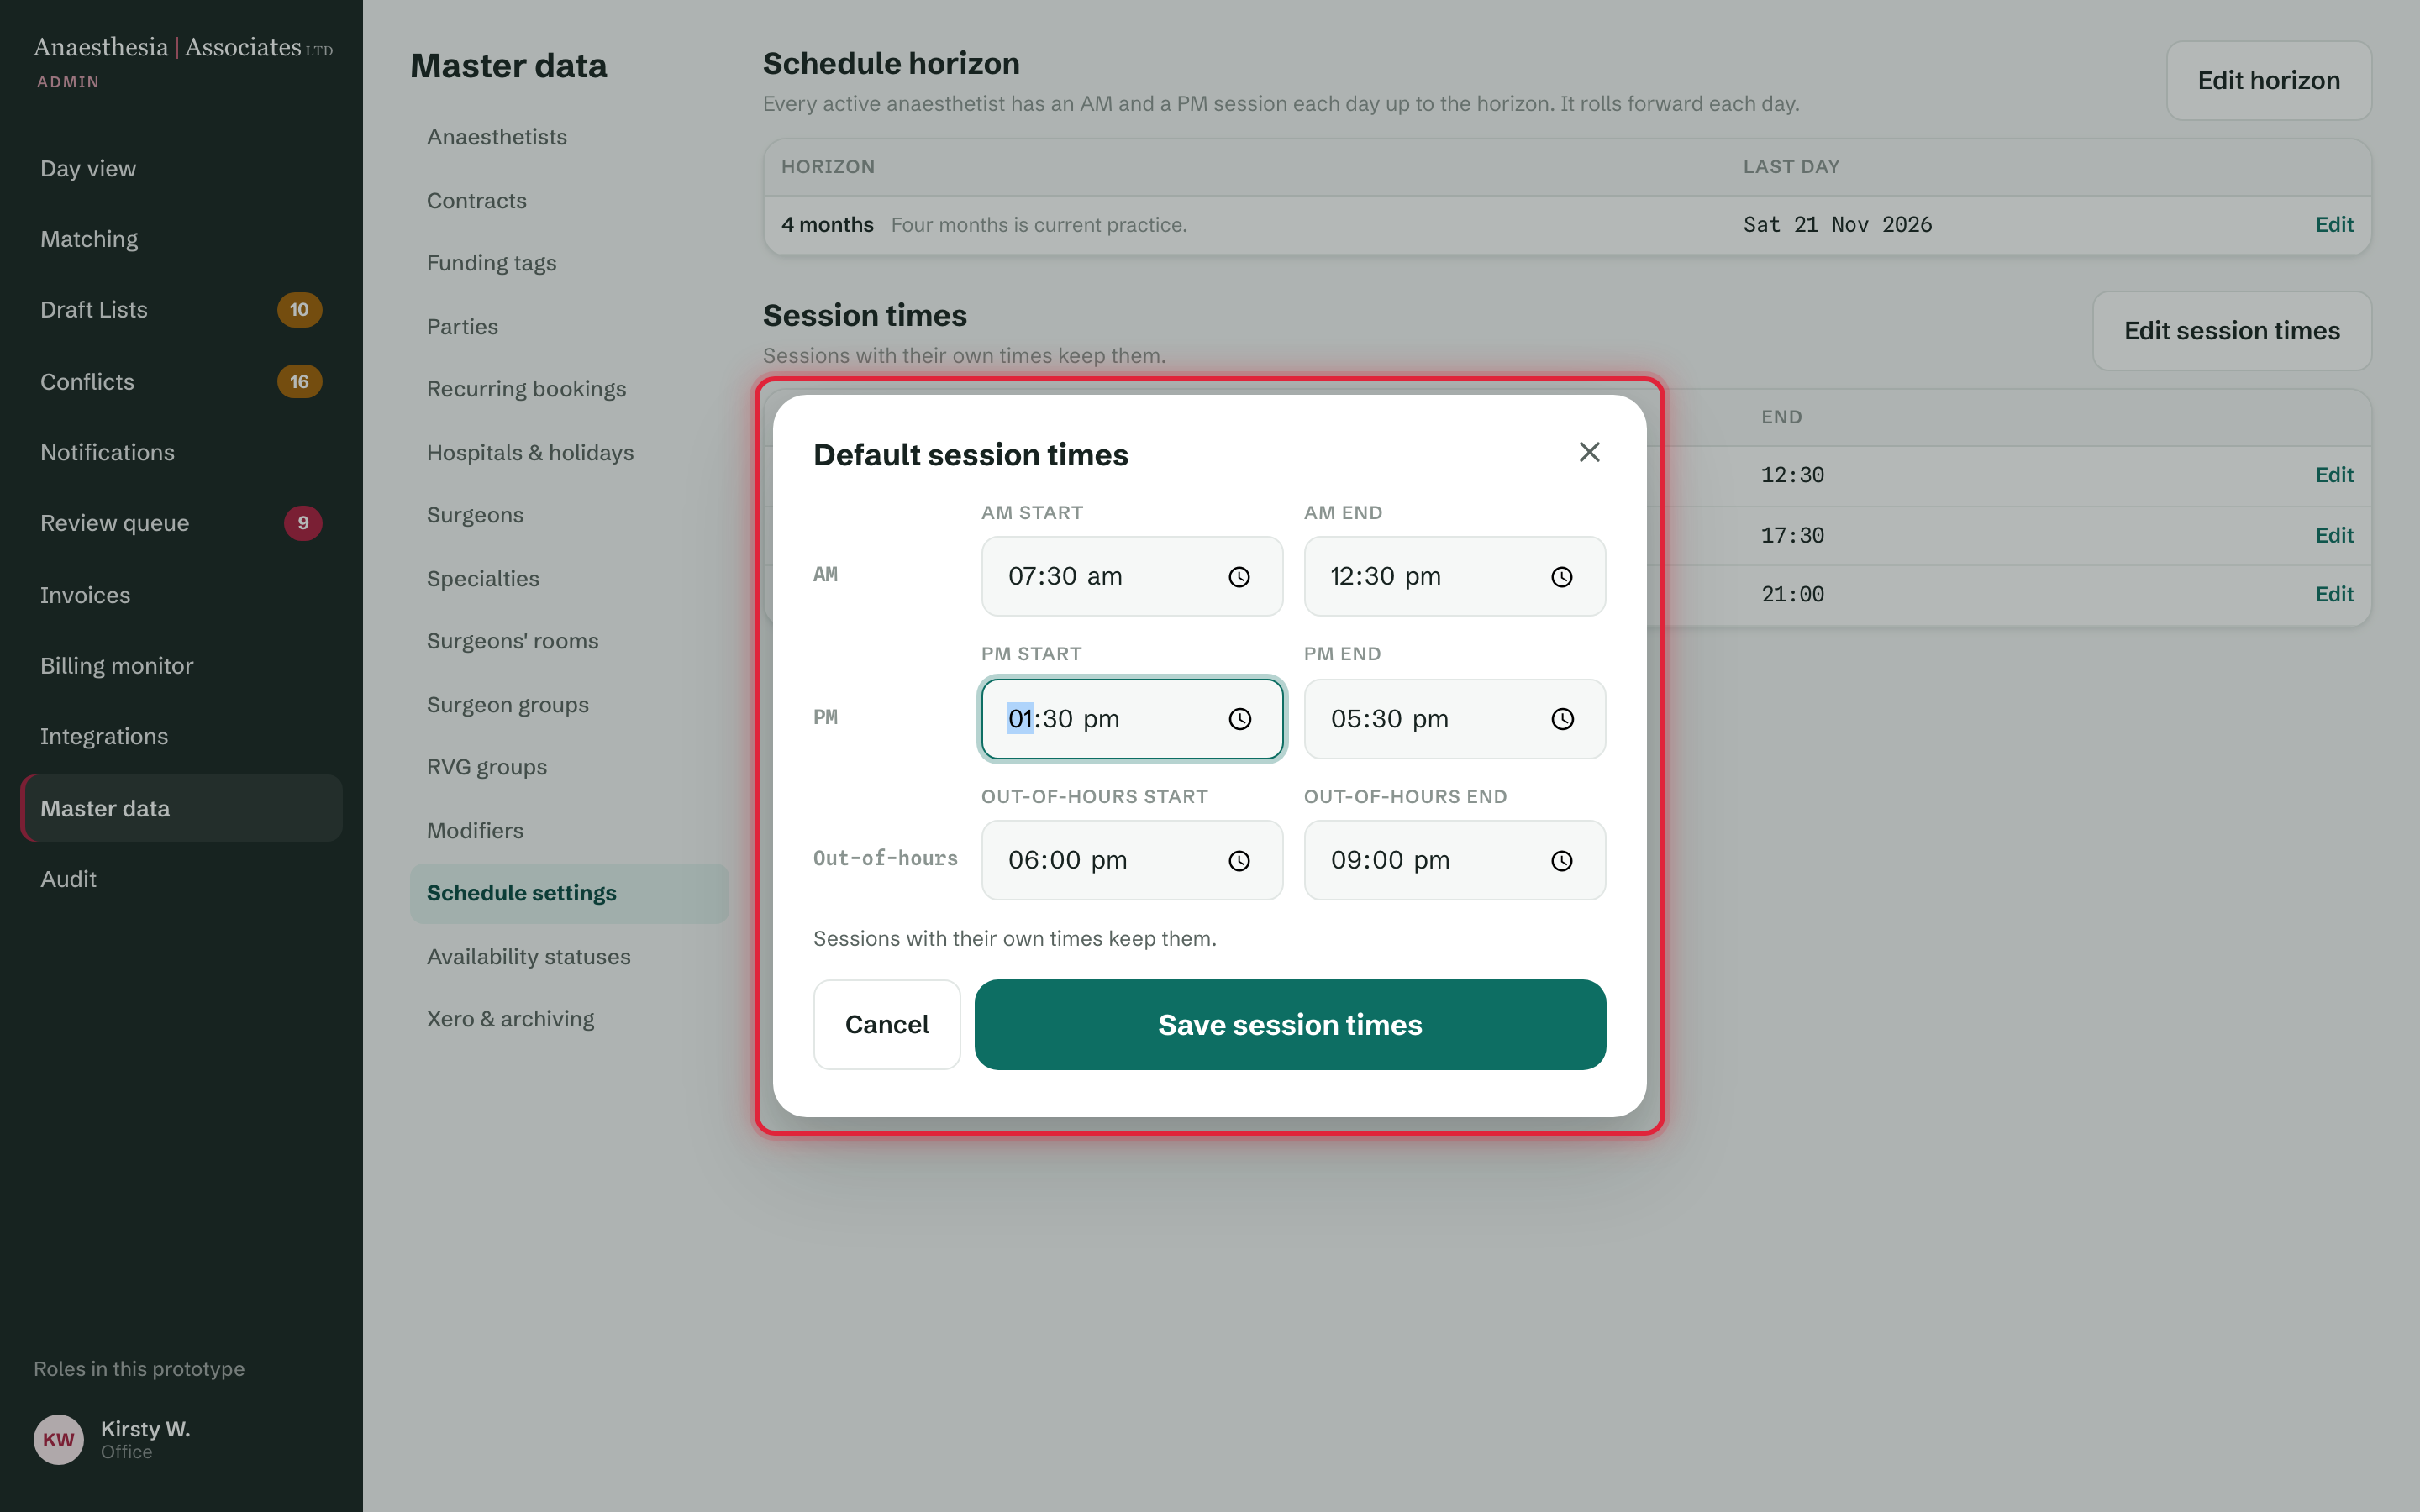 Anaesthesia | Associates LTD
ADMIN
Day view
Matching
Draft Lists 10
Conflicts 16
Notifications
Review queue 9
Invoices
Billing monitor
Integrations
Master data
Audit
Roles in this prototype
KW
Kirsty W.
Office
Master data
Anaesthetists
Contracts
Funding tags
Parties
Recurring bookings
Hospitals & holidays
Surgeons
Specialties
Surgeons' rooms
Surgeon groups
RVG groups
Modifiers
Schedule settings
Availability statuses
Xero & archiving
Schedule horizon
Every active anaesthetist has an AM and a PM session each day up to the horizon. It rolls forward each day.
Edit horizon
HORIZON LAST DAY
4 months Four months is current practice. Sat 21 Nov 2026 Edit
Session times
Sessions with their own times keep them.
Edit session times
END
12:30 Edit
17:30 Edit
21:00 Edit
Default session times
AM START AM END
AM 07:30 am 12:30 pm
PM START PM END
PM 01:30 pm 05:30 pm
OUT-OF-HOURS START OUT-OF-HOURS END
Out-of-hours 06:00 pm 09:00 pm
Sessions with their own times keep them.
Cancel Save session times